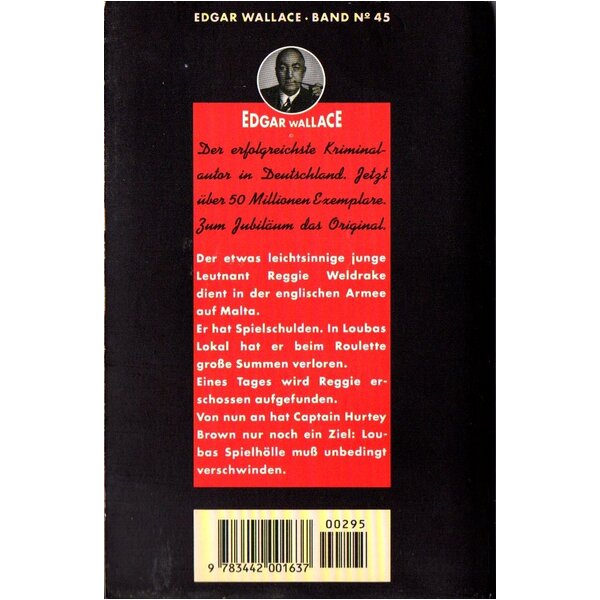 EDGAR WALLACE · BAND Nº 45
EDGAR WALLACE
©
Der erfolgreichste Kriminal-
autor in Deutschland. Jetzt
über 50 Millionen Exemplare.
Zum Jubiläum das Original.
Der etwas leichtsinnige junge
Leutnant Reggie Weldrake
dient in der englischen Armee
auf Malta.
Er hat Spielschulden. In Loubas
Lokal hat er beim Roulette
große Summen verloren.
Eines Tages wird Reggie er-
schossen aufgefunden.
Von nun an hat Captain Hurtey
Brown nur noch ein Ziel: Lou-
bas Spielhölle muß unbedingt
verschwinden.
00295
9 783442 001637